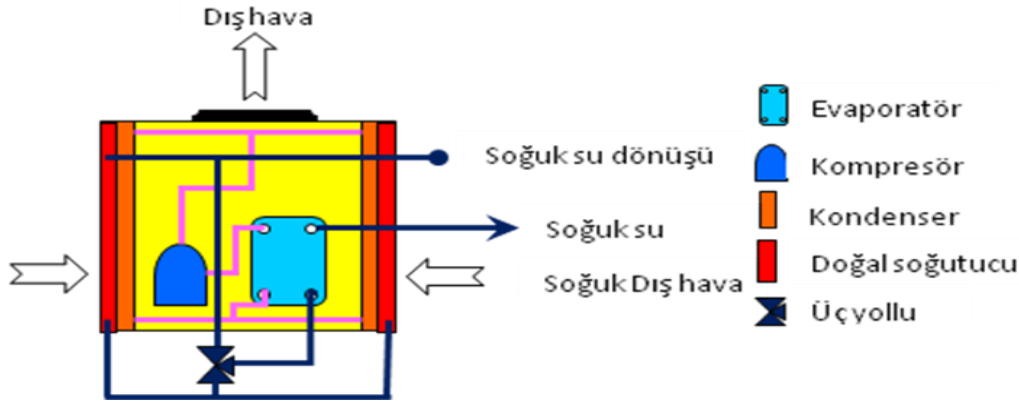 Dış hava
Soğuk su dönüşü
Soğuk su
Soğuk Dış hava
Evaporatör
Kompresör
Kondenser
Doğal soğutucu
Üç yollu